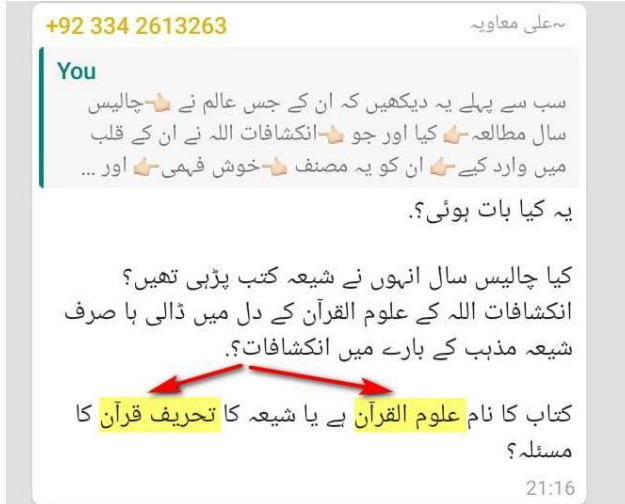 +92 334 2613263
~علی معاویہ
You
سب سے پہلے یہ دیکھیں کہ ان کے جس عالم نے 👈🏻چالیس
سال مطالعہ👉🏻 کیا اور جو 👈🏻انکشافات اللہ نے ان کے قلب
میں وارد کیے👉🏻 ان کو یہ مصنف 👈🏻خوش فہمی👉🏻 اور ...
یہ کیا بات ہوئی؟.
کیا چالیس سال انہوں نے شیعہ کتب پڑہی تھیں؟
انکشافات اللہ کے علوم القرآن کے دل میں ڈالی ہا صرف
شیعہ مذہب کے بارے میں انکشافات؟.
کتاب کا نام علوم القرآن ہے یا شیعہ کا تحریف قرآن کا
مسئلہ؟
21:16